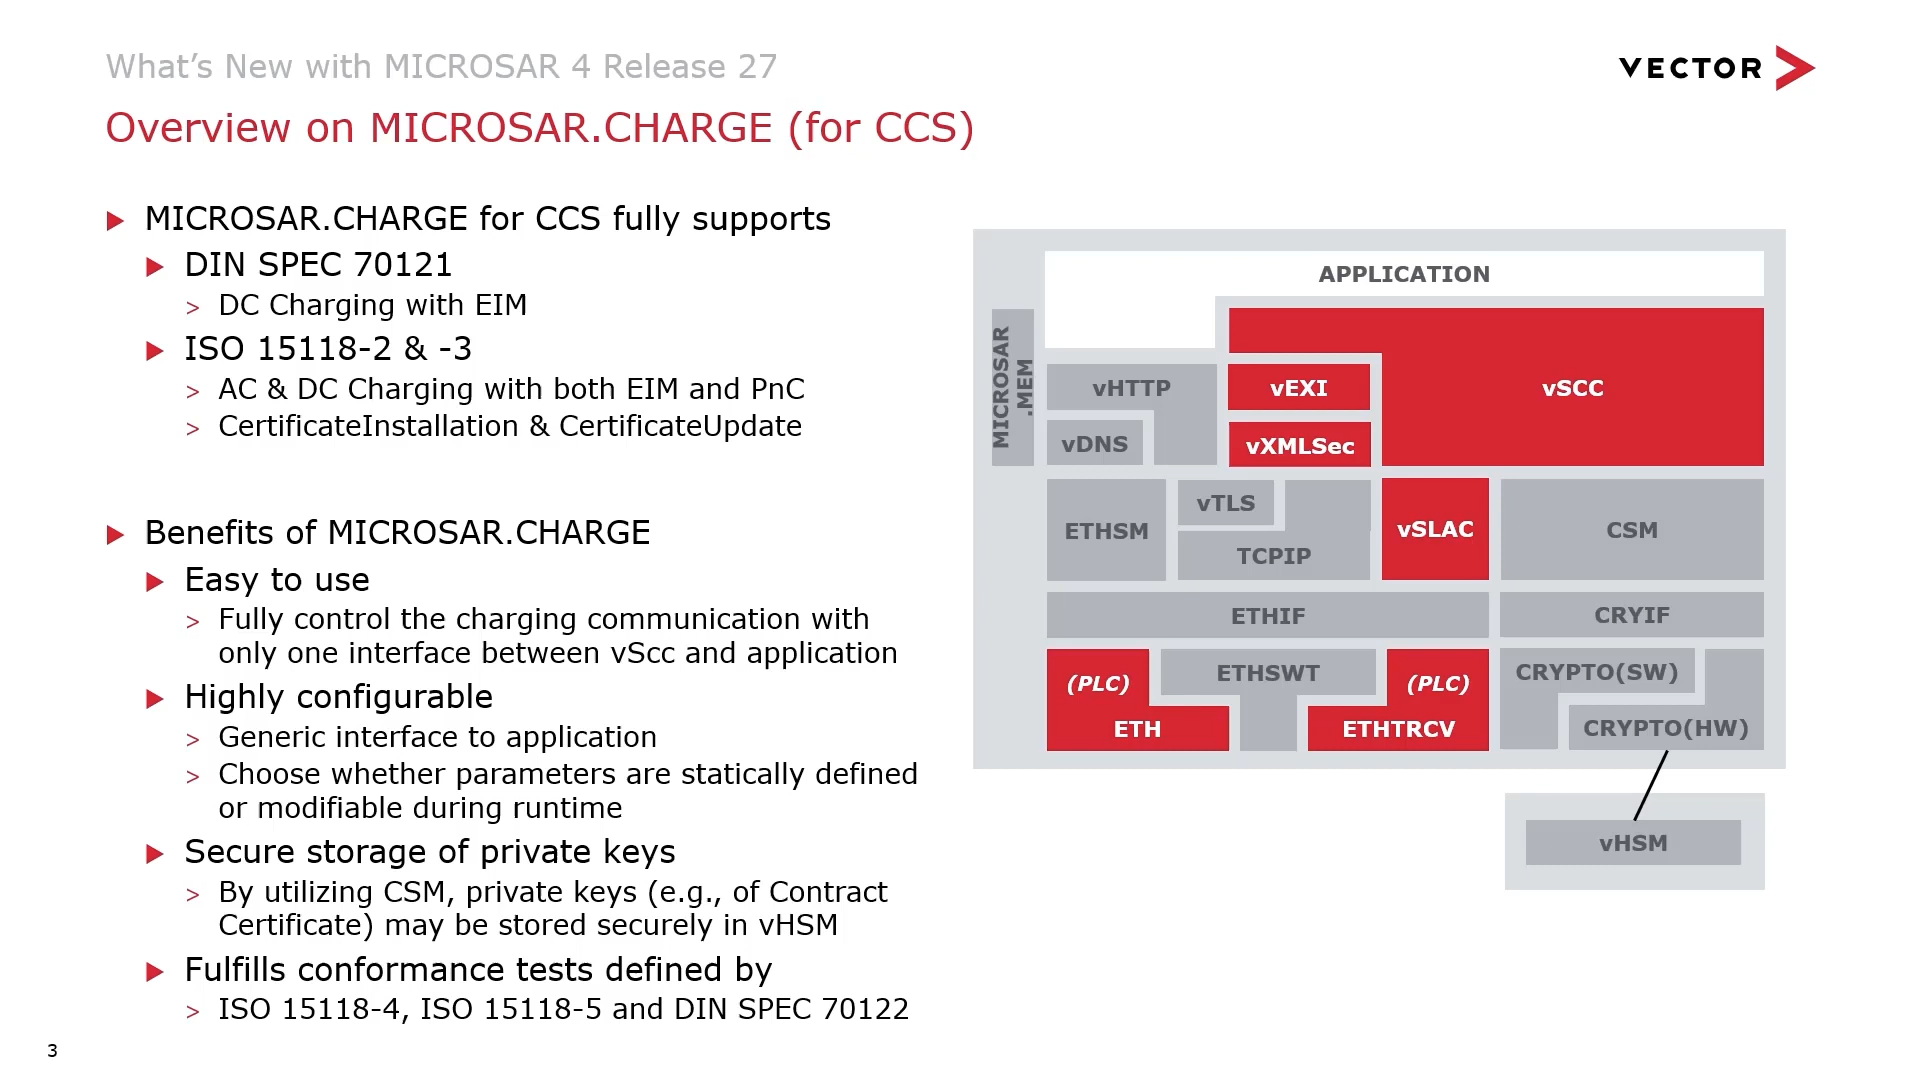 What’s New with MICROSAR 4 Release 27
VECTOR
Overview on MICROSAR.CHARGE (for CCS)
MICROSAR.CHARGE for CCS fully supports
DIN SPEC 70121
> DC Charging with EIM
ISO 15118-2 & -3
> AC & DC Charging with both EIM and PnC
> CertificateInstallation & CertificateUpdate
Benefits of MICROSAR.CHARGE
Easy to use
> Fully control the charging communication with
only one interface between vScc and application
Highly configurable
> Generic interface to application
> Choose whether parameters are statically defined
or modifiable during runtime
Secure storage of private keys
> By utilizing CSM, private keys (e.g., of Contract
Certificate) may be stored securely in vHSM
Fulfills conformance tests defined by
> ISO 15118-4, ISO 15118-5 and DIN SPEC 70122
APPLICATION
MICROSAR
.MEM
vHTTP
vEXI
vSCC
vDNS
vXMLSec
ETHSM
vTLS
TCPIP
vSLAC
CSM
ETHIF
CRYIF
(PLC)
ETH
ETHSWT
(PLC)
ETHTRCV
CRYPTO(SW)
CRYPTO(HW)
vHSM
3